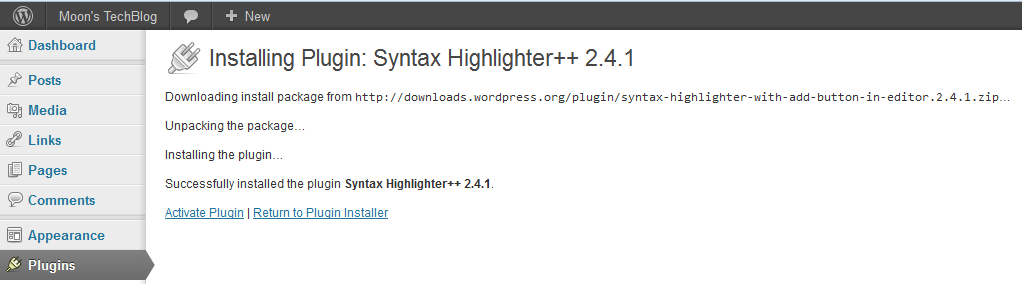 Moon's TechBlog New
Dashboard
Posts
Media
Links
Pages
Comments
Appearance
Plugins
Installing Plugin: Syntax Highlighter++ 2.4.1
Downloading install package from http://downloads.wordpress.org/plugin/syntax-highlighter-with-add-button-in-editor.2.4.1.zip…
Unpacking the package…
Installing the plugin…
Successfully installed the plugin Syntax Highlighter++ 2.4.1.
Activate Plugin | Return to Plugin Installer